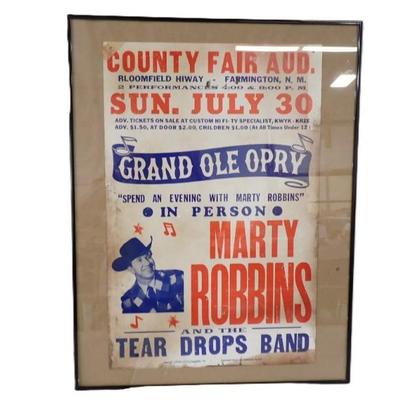 COUNTY FAIR AUD.
BLOOMFIELD HIWAY - FARMINGTON, N. M.
2 PERFORMANCES 4:00 & 8:00 P. M.
SUN. JULY 30
ADV. TICKETS ON SALE AT CUSTOM HI FI - TV SPECIALIST, KWYK - KRZE
ADV. $1.50, AT DOOR $2.00, CHILDREN $1.00 (At All Times Under 12)
GRAND OLE OPRY
"SPEND AN EVENING WITH MARTY ROBBINS"
IN PERSON
MARTY
ROBBINS
AND THE
TEAR DROPS BAND